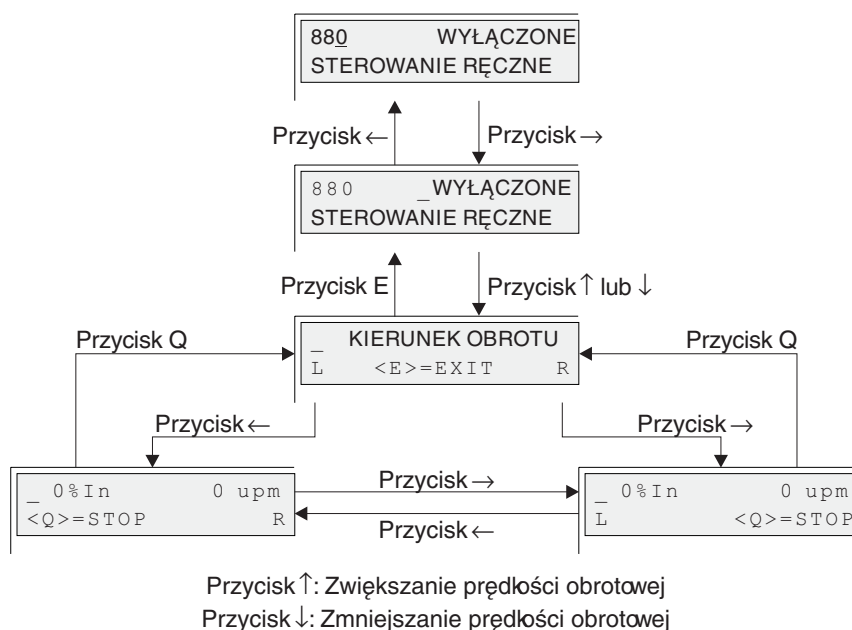 880 WYŁĄCZONE
STEROWANIE RĘCZNE
Przycisk ← Przycisk →
880 _WYŁĄCZONE
STEROWANIE RĘCZNE
Przycisk E Przycisk ↑ lub ↓
Przycisk Q Przycisk Q
_ KIERUNEK OBROTU
L <E>=EXIT R
Przycisk ← Przycisk →
_ 0%In 0 upm
<Q>=STOP R
Przycisk →
Przycisk ←
_ 0%In 0 upm
L <Q>=STOP
Przycisk ↑: Zwiększanie prędkości obrotowej
Przycisk ↓: Zmniejszanie prędkości obrotowej